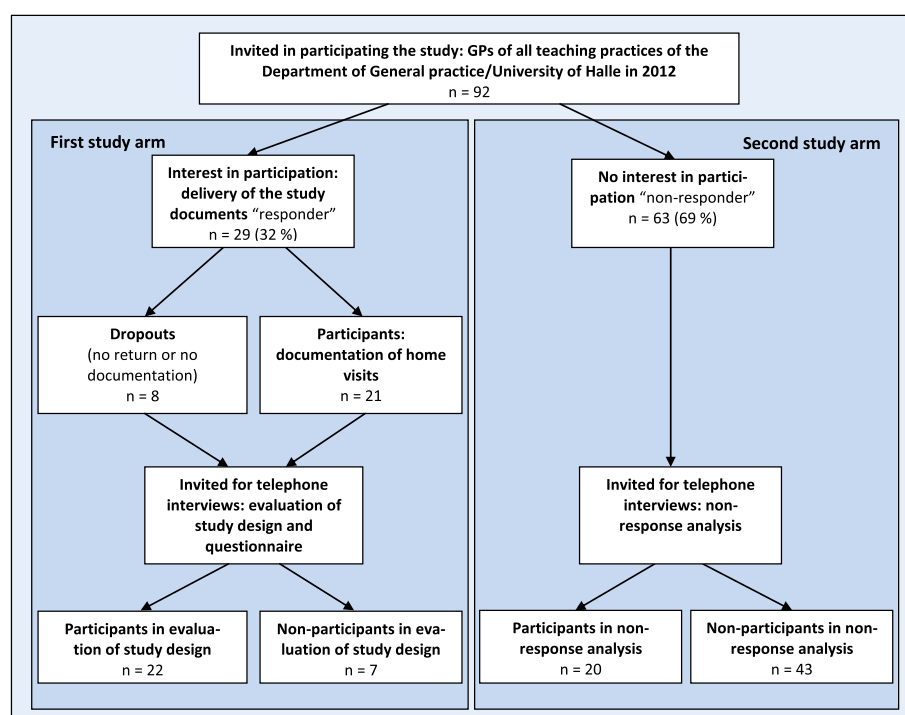 Invited in participating the study: GPs of all teaching practices of the
Department of General practice/University of Halle in 2012
n = 92
First study arm
Interest in participation:
delivery of the study
documents “responder”
n = 29 (32 %)
Dropouts
(no return or no
documentation)
n = 8
Participants:
documentation of home
visits
n = 21
Invited for telephone
interviews: evaluation of
study design and
questionnaire
Participants in evalua-
tion of study design
n = 22
Non-participants in eva-
luation of study design
n = 7
Second study arm
No interest in partici-
pation “non-responder”
n = 63 (69 %)
Invited for telephone
interviews: non-
response analysis
Participants in non-
response analysis
n = 20
Non-participants in non-
response analysis
n = 43